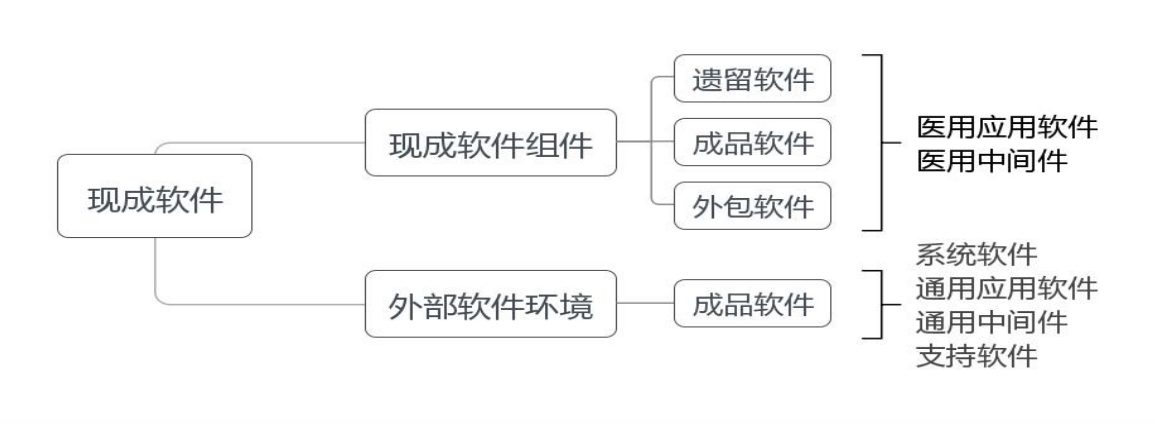 现成软件
现成软件组件
遗留软件
成品软件
外包软件
医用应用软件
医用中间件
外部软件环境
成品软件
系统软件
通用应用软件
通用中间件
支持软件